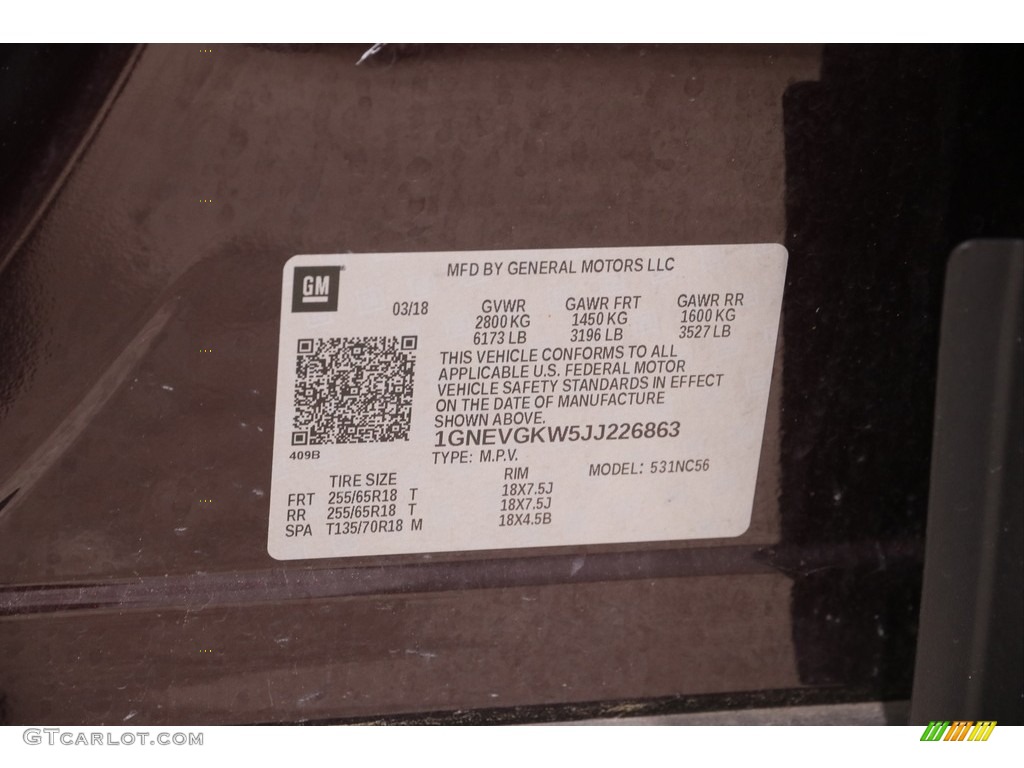 MFD BY GENERAL MOTORS LLC
GM
03/18 GVWR GAWR FRT GAWR RR
2800 KG 1450 KG 1600 KG
6173 LB 3196 LB 3527 LB
THIS VEHICLE CONFORMS TO ALL
APPLICABLE U.S. FEDERAL MOTOR
VEHICLE SAFETY STANDARDS IN EFFECT
ON THE DATE OF MANUFACTURE
SHOWN ABOVE.
1GNEVGKW5JJ226863
409B
TYPE: M.P.V.
TIRE SIZE RIM MODEL: 531NC56
FRT 255/65R18 T 18X7.5J
RR 255/65R18 T 18X7.5J
SPA T135/70R18 M 18X4.5B
GTCARLOT.COM